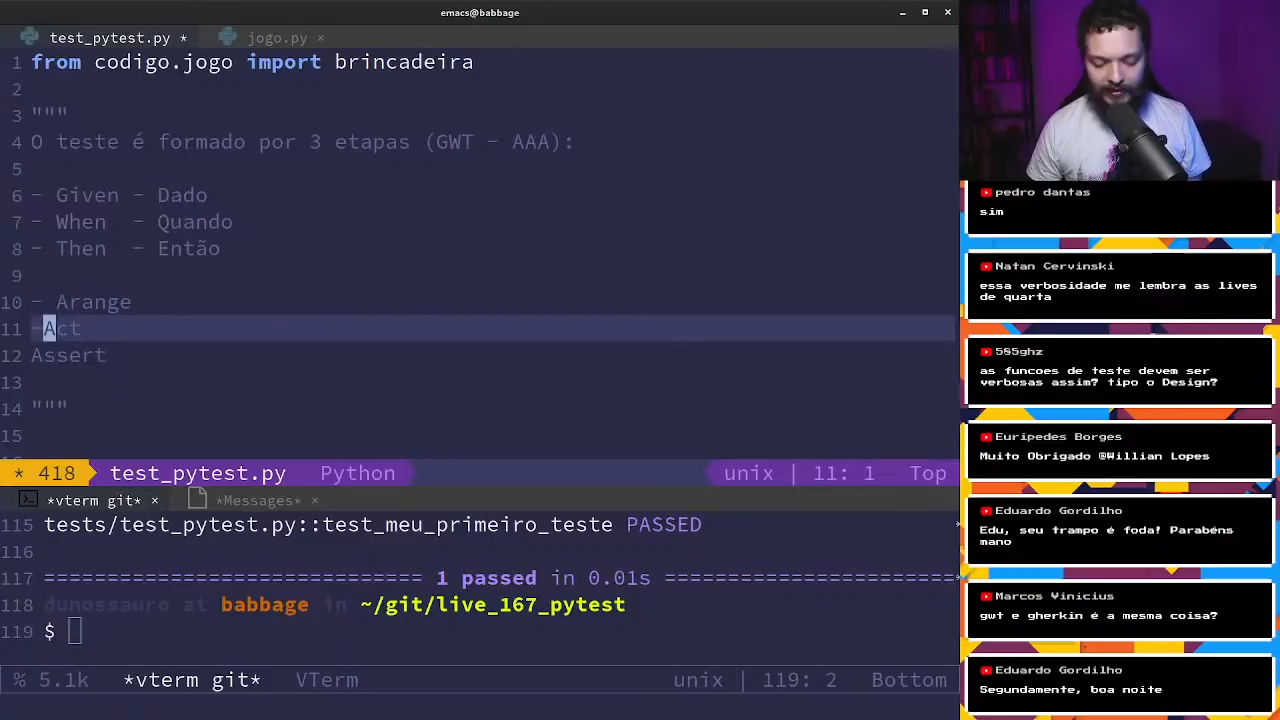 emacs@babbage
test_pytest.py * jogo.py ×
1 from codigo.jogo import brincadeira
2
3 """
4 O teste é formado por 3 etapas (GWT - AAA):
5
6 - Given - Dado
7 - When - Quando
8 - Then - Então
9
10 - Arange
11 -Act
12 Assert
13
14 """
15
* 418 test_pytest.py Python unix | 11: 1 Top
*vterm git* × *Messages* ×
115 tests/test_pytest.py::test_meu_primeiro_teste PASSED
116
117 ============================== 1 passed in 0.01s ============================
118 dunossauro at babbage in ~/git/live_167_pytest
119 $
% 5.1k *vterm git* VTerm unix | 119: 2 Bottom
pedro dantas
sim
Natan Cervinski
essa verbosidade me lembra as lives
de quarta
585ghz
as funcoes de teste devem ser
verbosas assim? tipo o Design?
Euripedes Borges
Muito Obrigado @Willian Lopes
Eduardo Gordilho
Edu, seu trampo é foda! Parabéns
mano
Marcos Vinicius
gwt e gherkin é a mesma coisa?
Eduardo Gordilho
Segundamente, boa noite